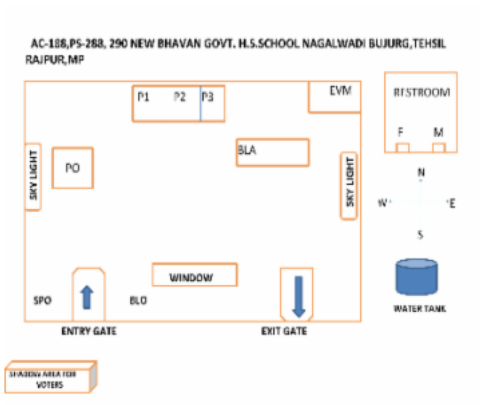 AC-188,PS-288, 290 NEW BHAVAN GOVT. H.S.SCHOOL NAGALWADI BUJURG,TEHSIL
RAJPUR,MP
P1 P2 P3
EVM
RESTROOM
F M
BLA
SKY LIGHT
PO
SKY LIGHT
N
W E
S
WINDOW
SPO
BLO
WATER TANK
ENTRY GATE
EXIT GATE
SHADOW AREA FOR
VOTERS